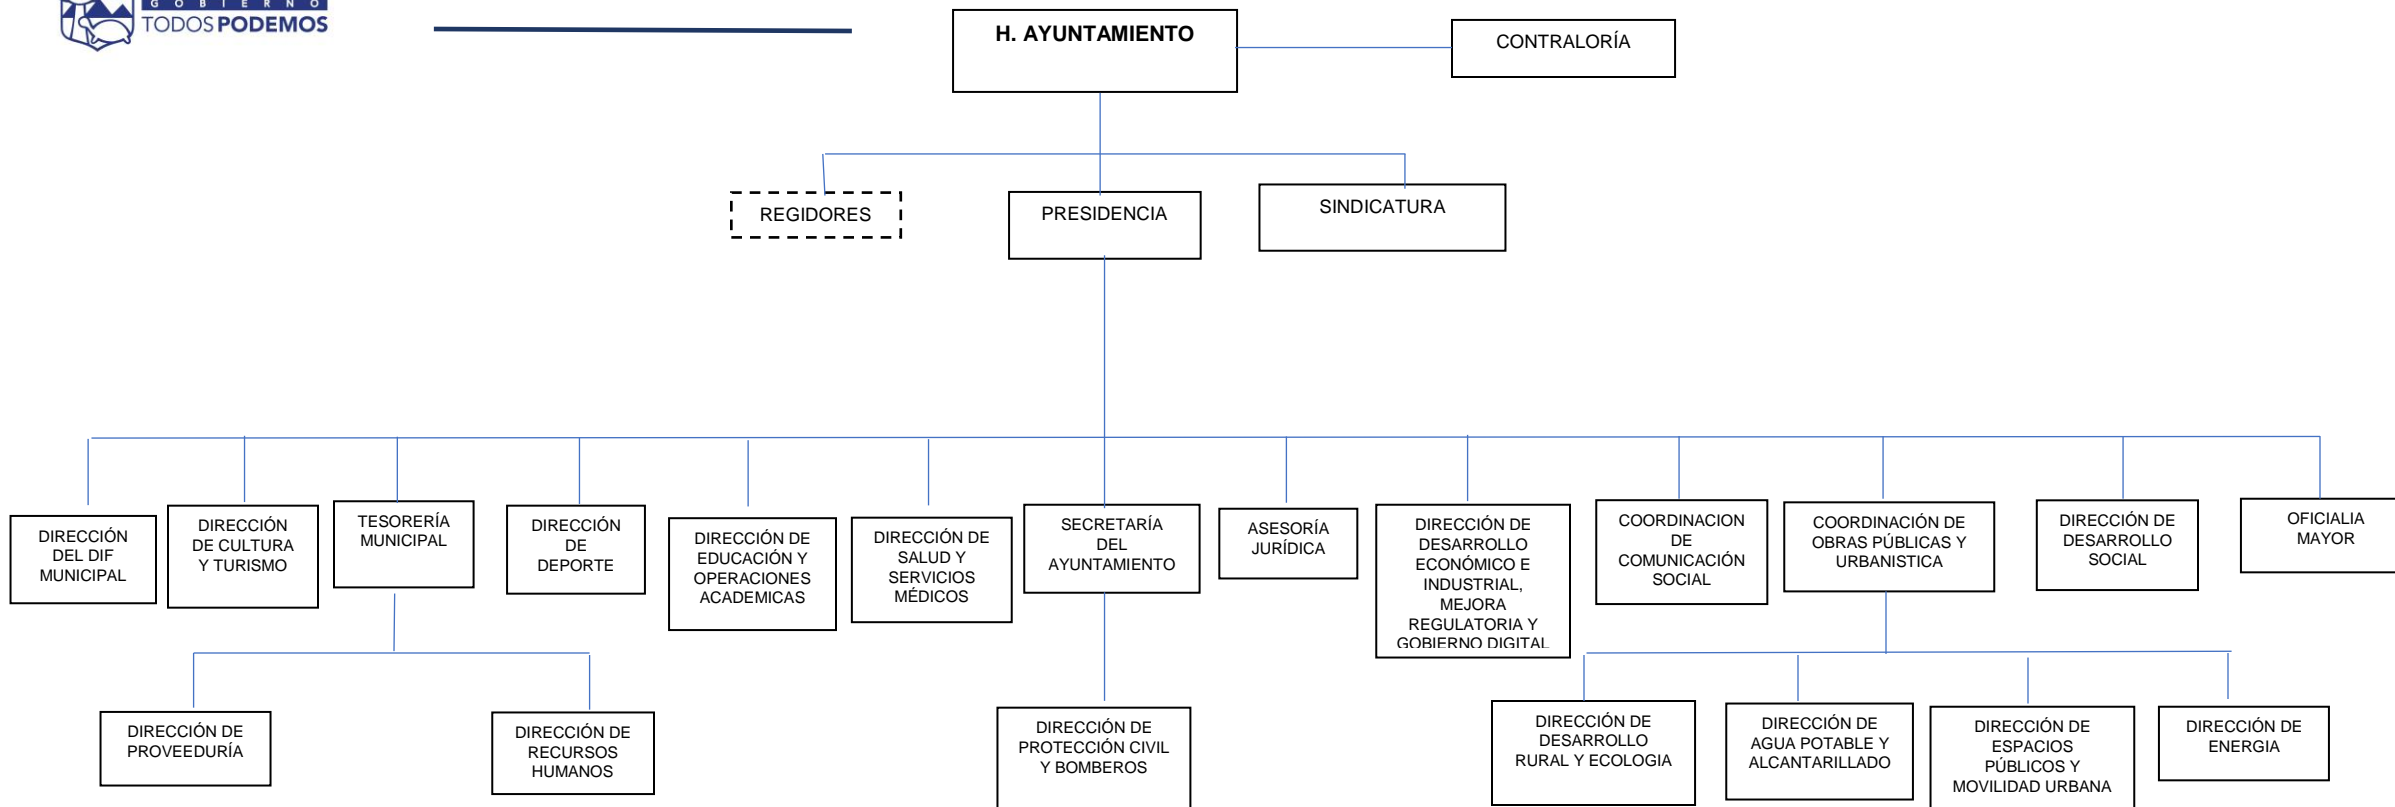 GOBIERNO
TODOS PODEMOS
H. AYUNTAMIENTO
CONTRALORÍA
REGIDORES
PRESIDENCIA
SINDICATURA
DIRECCIÓN
DEL DIF
MUNICIPAL
DIRECCIÓN
DE CULTURA
Y TURISMO
TESORERÍA
MUNICIPAL
DIRECCIÓN
DE
DEPORTE
DIRECCIÓN DE
EDUCACIÓN Y
OPERACIONES
ACADEMICAS
DIRECCIÓN DE
SALUD Y
SERVICIOS
MÉDICOS
SECRETARÍA
DEL
AYUNTAMIENTO
ASESORÍA
JURÍDICA
DIRECCIÓN DE
DESARROLLO
ECONÓMICO E
INDUSTRIAL,
MEJORA
REGULATORIA Y
GOBIERNO DIGITAL
COORDINACION
DE
COMUNICACIÓN
SOCIAL
COORDINACIÓN DE
OBRAS PÚBLICAS Y
URBANISTICA
DIRECCIÓN DE
DESARROLLO
SOCIAL
OFICIALIA
MAYOR
DIRECCIÓN DE
PROVEEDURÍA
DIRECCIÓN DE
RECURSOS
HUMANOS
DIRECCIÓN DE
PROTECCIÓN CIVIL
Y BOMBEROS
DIRECCIÓN DE
DESARROLLO
RURAL Y ECOLOGIA
DIRECCIÓN DE
AGUA POTABLE Y
ALCANTARILLADO
DIRECCIÓN DE
ESPACIOS
PÚBLICOS Y
MOVILIDAD URBANA
DIRECCIÓN DE
ENERGIA